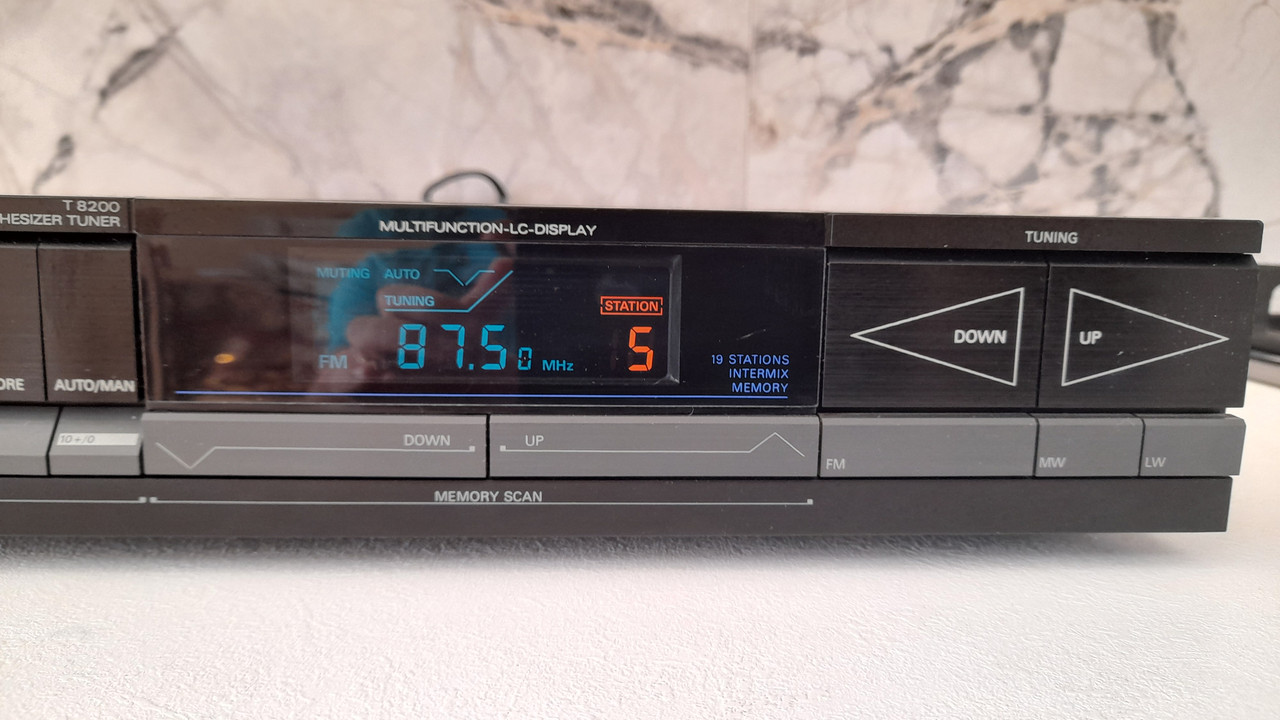 T 8200
HESIZER TUNER
MULTIFUNCTION-LC-DISPLAY
TUNING
MUTING AUTO
TUNING
STATION
FM 87.50 MHz 5
19 STATIONS
INTERMIX
MEMORY
DOWN
UP
ORE
AUTO/MAN
10+/0
DOWN
UP
FM
MW
LW
MEMORY SCAN